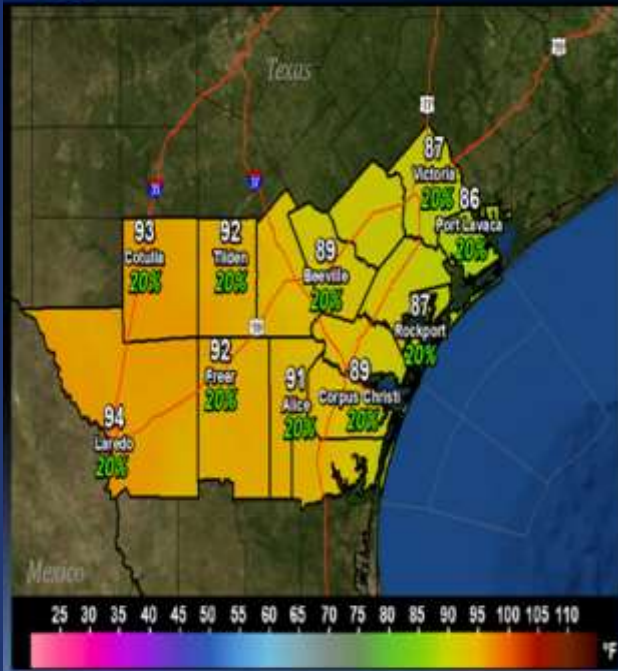 Texas
87
Victoria
20%
86
Port Lavaca
20%
93
Cotulla
20%
92
Tilden
20%
89
Beeville
20%
87
Rockport
20%
92
Freer
20%
91
Alice
20%
89
Corpus Christi
20%
94
Laredo
20%
Mexico
25 30 35 40 45 50 55 60 65 70 75 80 85 90 95 100 105 110
°F